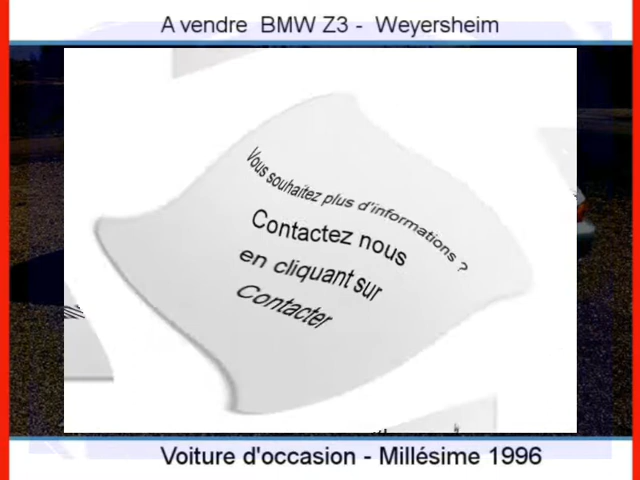 A vendre BMW Z3 - Weyersheim
Vous souhaitez plus d'informations ?
Contactez nous
en cliquant sur
Contacter
Voiture d'occasion - Millésime 1996